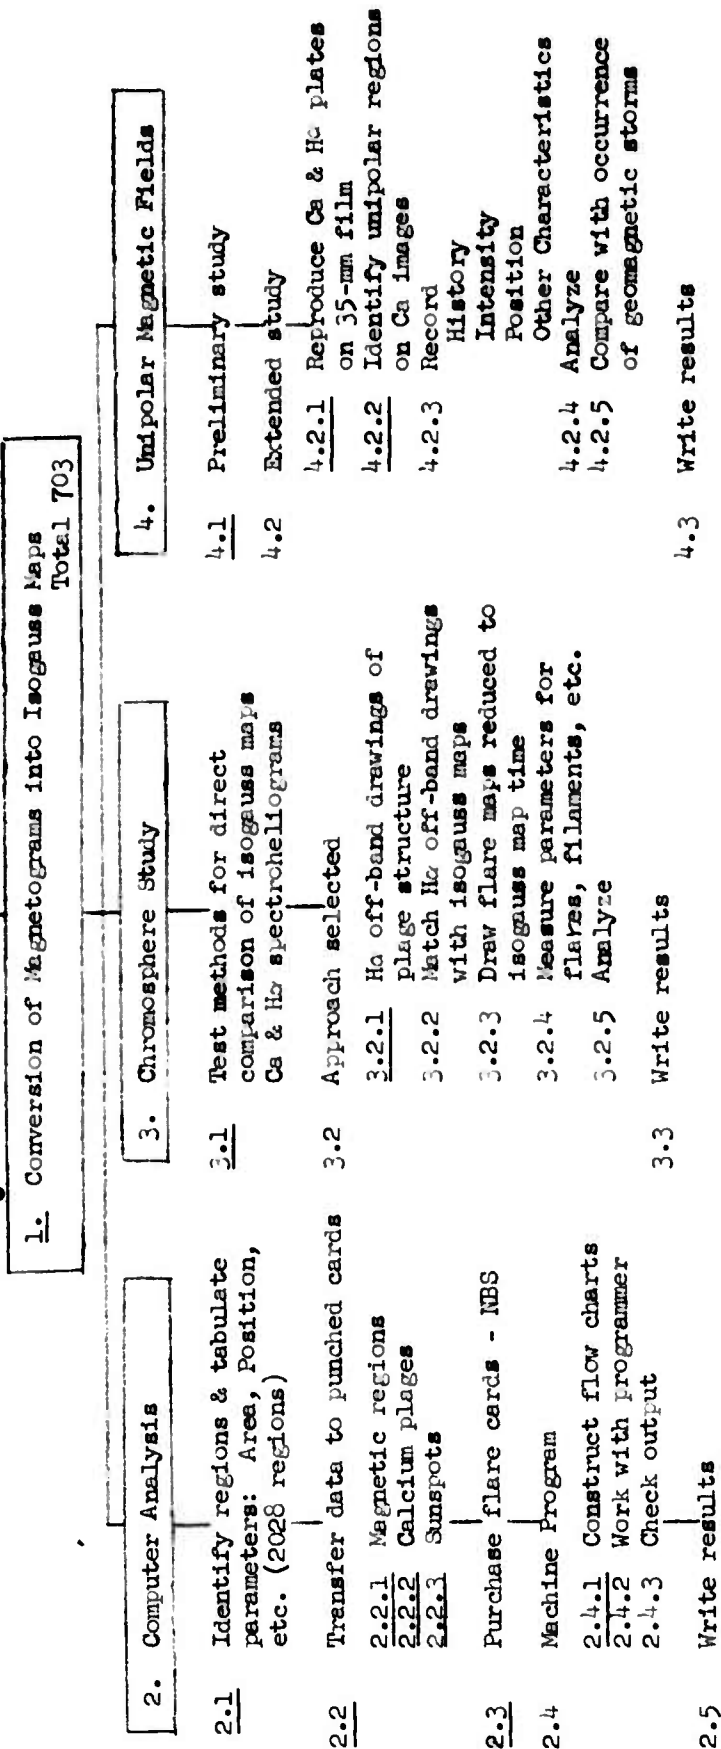 1. Conversion of Magnetograms into Isogauss Maps
Total 703
2. Computer Analysis
2.1 Identify regions & tabulate
parameters: Area, Position,
etc. (2028 regions)
2.2 Transfer data to punched cards
2.2.1 Magnetic regions
2.2.2 Calcium plages
2.2.3 Sunspots
2.3 Purchase flare cards - NBS
2.4 Machine Program
2.4.1 Construct flow charts
2.4.2 Work with programmer
2.4.3 Check output
2.5 Write results
3. Chromosphere Study
3.1 Test methods for direct
comparison of isogauss maps
Ca & Hα spectroheliograms
3.2 Approach selected
3.2.1 Hα off-band drawings of
plage structure
3.2.2 Match Hα off-band drawings
with isogauss maps
3.2.3 Draw flare maps reduced to
isogauss map time
3.2.4 Measure parameters for
flares, filaments, etc.
3.2.5 Analyze
3.3 Write results
4. Unipolar Magnetic Fields
4.1 Preliminary study
4.2 Extended study
4.2.1 Reproduce Ca & Hα plates
on 35-mm film
4.2.2 Identify unipolar regions
on Ca images
4.2.3 Record
History
Intensity
Position
Other Characteristics
4.2.4 Analyze
4.2.5 Compare with occurrence
of geomagnetic storms
4.3 Write results